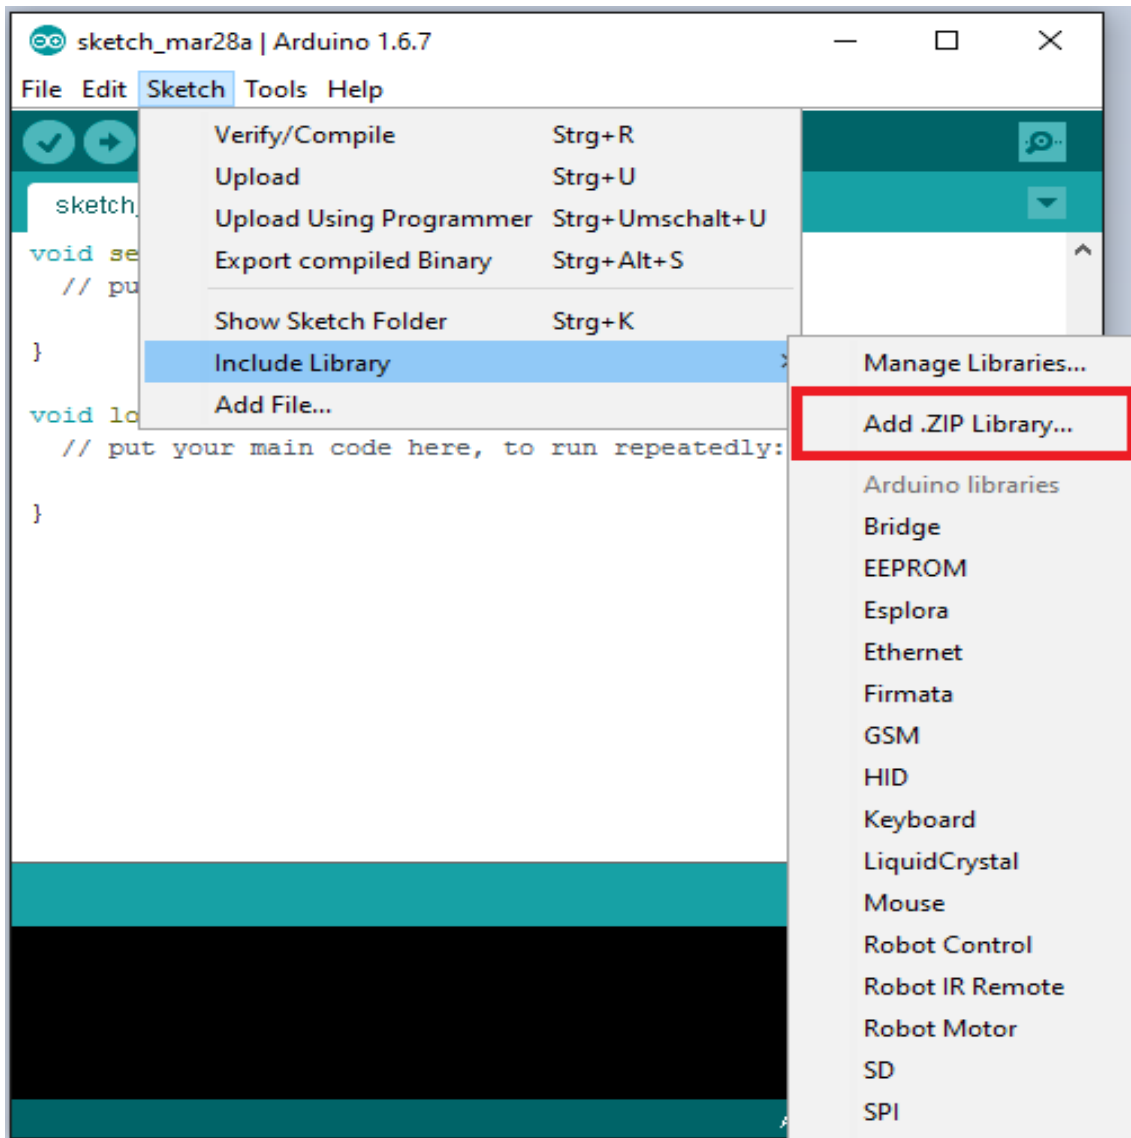 sketch_mar28a | Arduino 1.6.7
File Edit Sketch Tools Help
Verify/Compile Strg+R
Upload Strg+U
sketch_
Upload Using Programmer Strg+Umschalt+U
void se
Export compiled Binary Strg+Alt+S
// pu
Show Sketch Folder Strg+K
}
Include Library
Add File...
void lo
// put your main code here, to run repeatedly:
}
Manage Libraries...
Add .ZIP Library...
Arduino libraries
Bridge
EEPROM
Esplora
Ethernet
Firmata
GSM
HID
Keyboard
LiquidCrystal
Mouse
Robot Control
Robot IR Remote
Robot Motor
SD
SPI